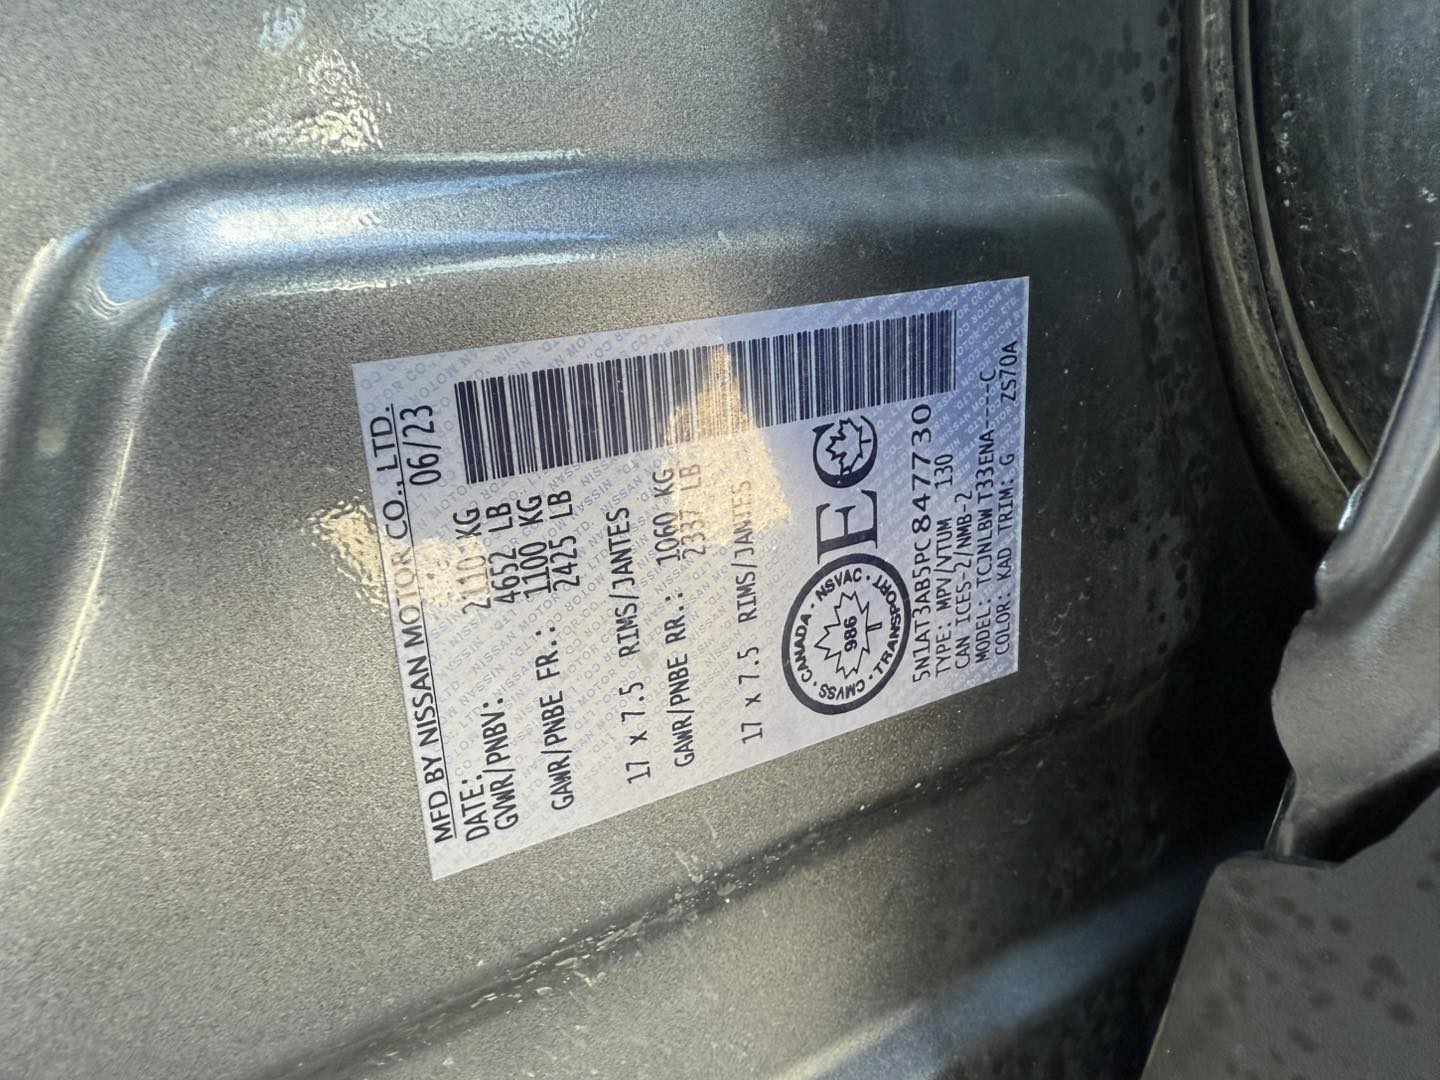 MFD BY NISSAN MOTOR CO., LTD.
DATE: 06/23
GVWR/PNBV: 2110 KG
4652 LB
GAWR/PNBE FR.: 1100 KG
2425 LB
17 x 7.5 RIMS/JANTES
GAWR/PNBE RR.: 1060 KG
2337 LB
17 x 7.5 RIMS/JANTES
CANADA · NSVAC · TRANSPORT · CMVSS
986
EC
5N1AT3AB5PC847730
TYPE: MPV/VTUM 130
CAN ICES-2/NMB-2
MODEL: TCJNLBW T33ENA-----C
COLOR: KAD TRIM: G ZS70A